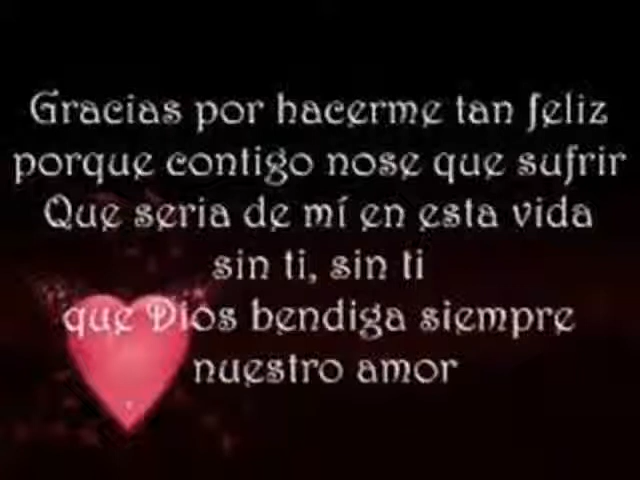 Gracias por hacerme tan feliz
porque contigo nose que sufrir
Que seria de mí en esta vida
sin ti, sin ti
que Dios bendiga siempre
nuestro amor